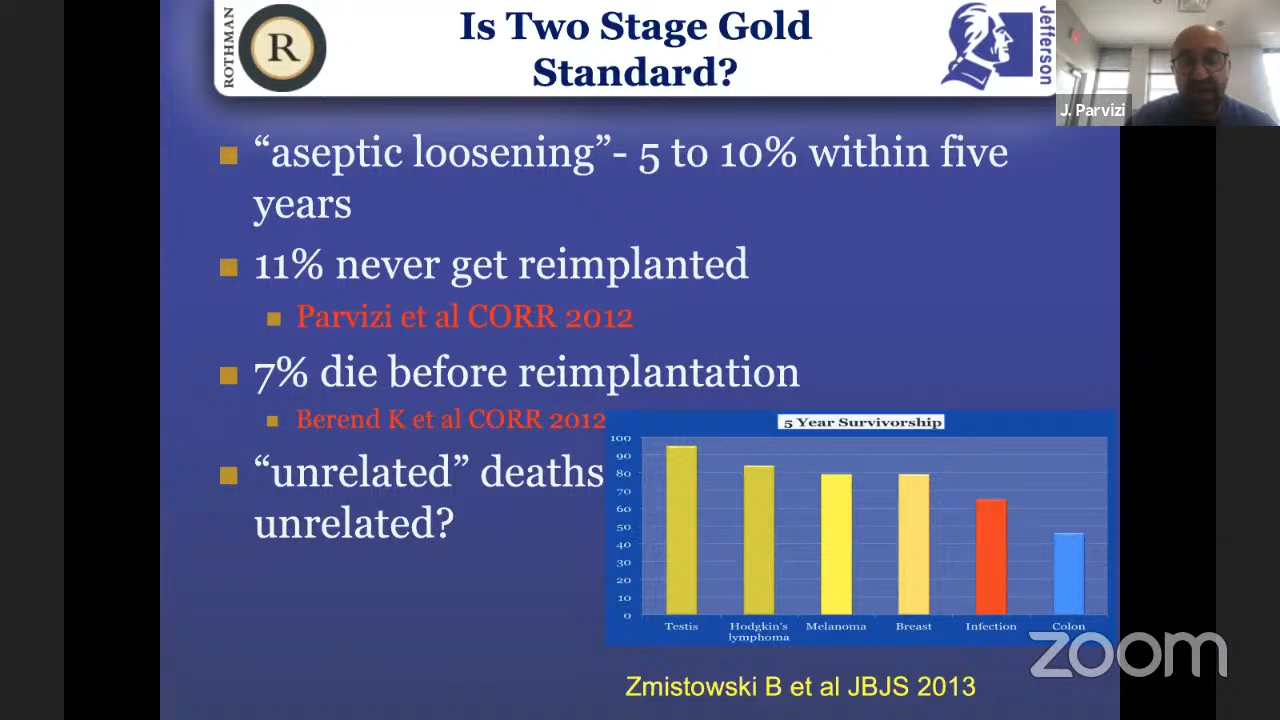 ROTHMAN
R
Is Two Stage Gold
Standard?
Jefferson
J. Parvizi
“aseptic loosening”- 5 to 10% within five
years
11% never get reimplanted
Parvizi et al CORR 2012
7% die before reimplantation
Berend K et al CORR 2012
“unrelated” deaths
unrelated?
5 Year Survivorship
100
90
80
70
60
50
40
30
20
10
0
Testis
Hodgkin's
lymphoma
Melanoma
Breast
Infection
Colon
zoom
Zmistowski B et al JBJS 2013